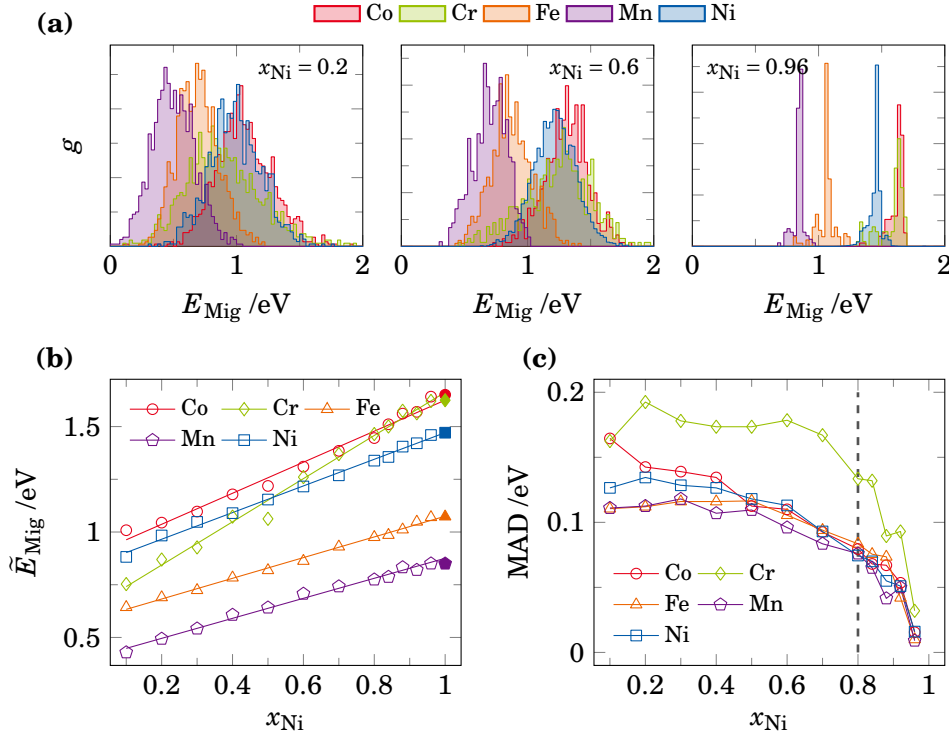 (a)
Co Cr Fe Mn Ni
g
x_Ni = 0.2
x_Ni = 0.6
x_Ni = 0.96
0 1 2
0 1 2
0 1 2
E_Mig /eV
E_Mig /eV
E_Mig /eV
(b)
Co Cr Fe
Mn Ni
Ẽ_Mig /eV
1.5
1
0.5
0.2 0.4 0.6 0.8 1
x_Ni
(c)
MAD /eV
0.2
0.1
0
Co Cr
Fe Mn
Ni
0.2 0.4 0.6 0.8 1
x_Ni